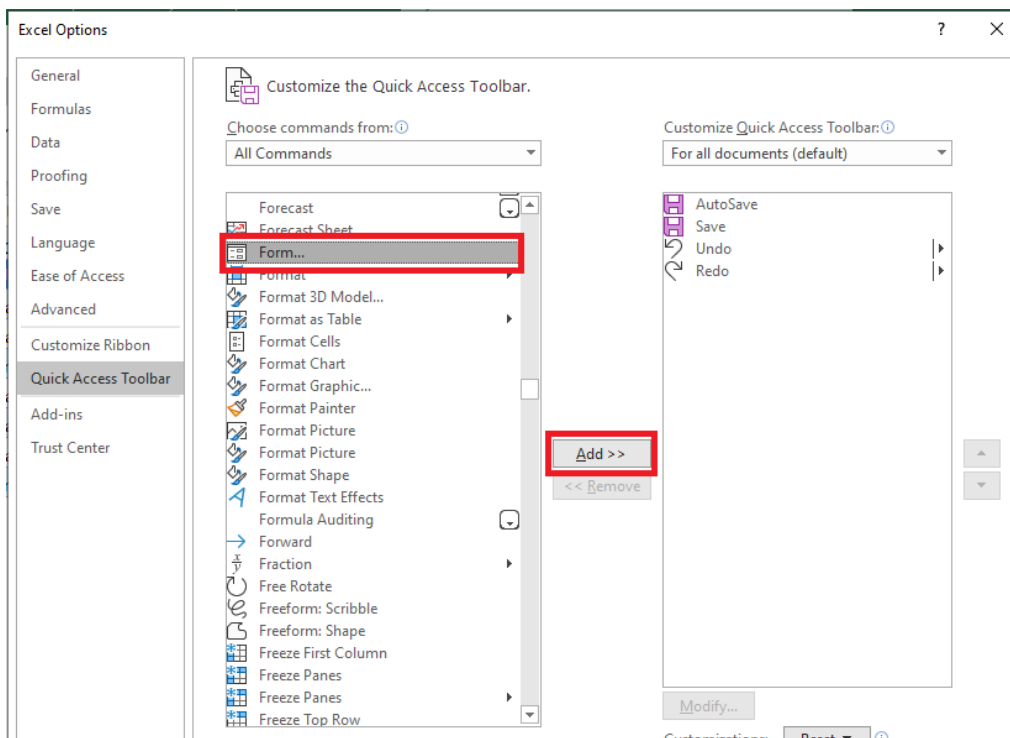 Excel Options
?
General
Formulas
Data
Proofing
Save
Language
Ease of Access
Advanced
Customize Ribbon
Quick Access Toolbar
Add-ins
Trust Center
Customize the Quick Access Toolbar.
Choose commands from:
All Commands
Forecast
Forecast Sheet
Form...
Format
Format 3D Model...
Format as Table
Format Cells
Format Chart
Format Graphic...
Format Painter
Format Picture
Format Picture
Format Shape
Format Text Effects
Formula Auditing
Forward
Fraction
Free Rotate
Freeform: Scribble
Freeform: Shape
Freeze First Column
Freeze Panes
Freeze Panes
Freeze Top Row
Add >>
<< Remove
Customize Quick Access Toolbar:
For all documents (default)
AutoSave
Save
Undo
Redo
Modify...
Customizations:
Reset